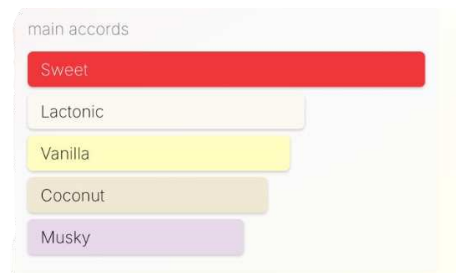 main accords
Sweet
Lactonic
Vanilla
Coconut
Musky